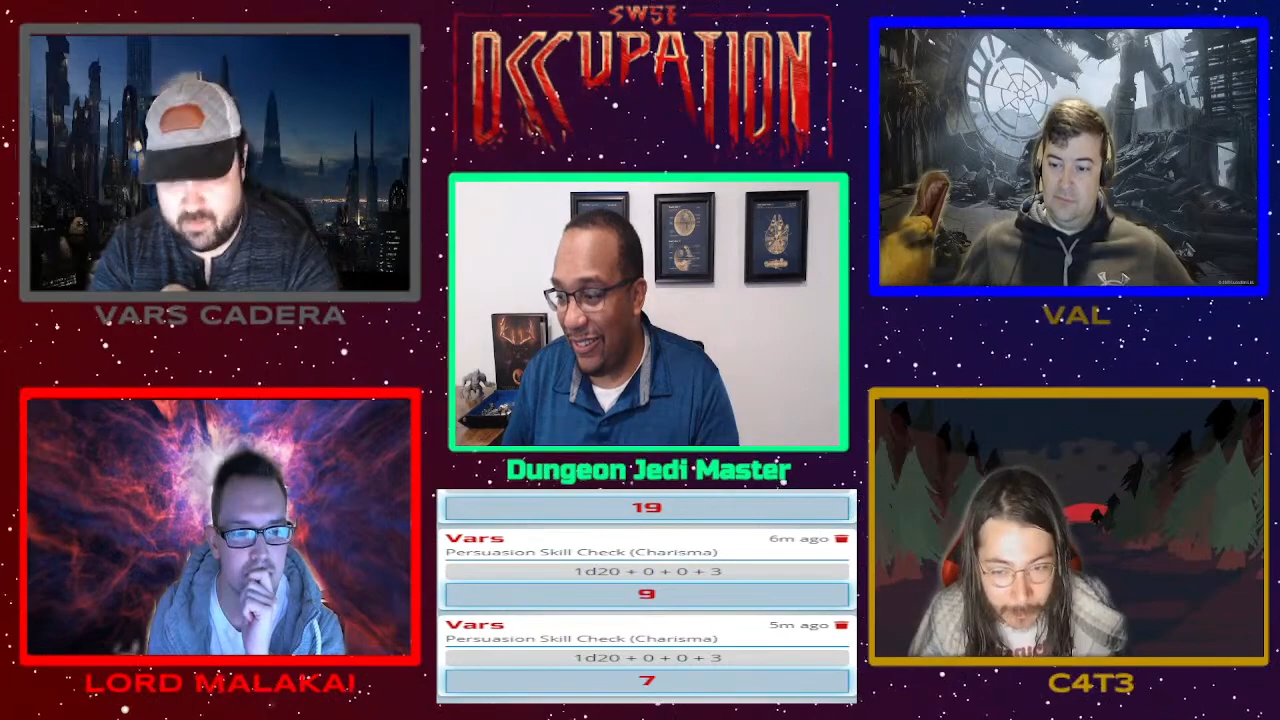 SW5E
OCCUPATION
VARS CADERA
VAL
Dungeon Jedi Master
19
Vars
6m ago
Persuasion Skill Check (Charisma)
1d20 + 0 + 0 + 3
9
Vars
5m ago
Persuasion Skill Check (Charisma)
1d20 + 0 + 0 + 3
7
LORD MALAKAI
C4T3